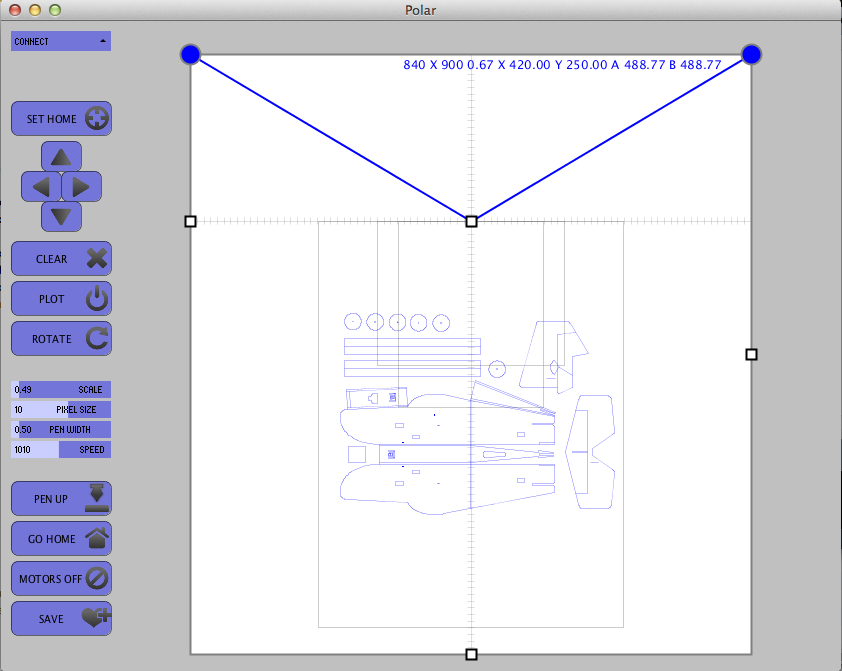 Polar
CONNECT
840 X 900 0.67 X 420.00 Y 250.00 A 488.77 B 488.77
SET HOME
CLEAR
PLOT
ROTATE
0.49 SCALE
10 PIXEL SIZE
0.50 PEN WIDTH
1010 SPEED
PEN UP
GO HOME
MOTORS OFF
SAVE